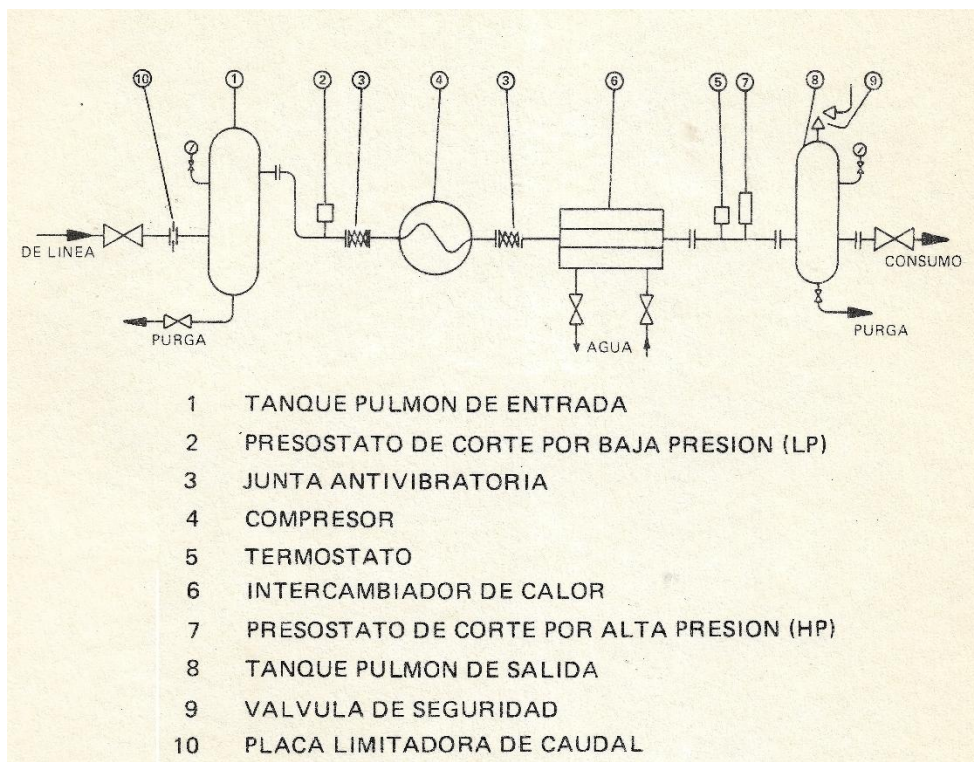 10 1 2 3 4 3 6 5 7 8 9
DE LINEA
CONSUMO
PURGA
AGUA
PURGA
1 TANQUE PULMON DE ENTRADA
2 PRESOSTATO DE CORTE POR BAJA PRESION (LP)
3 JUNTA ANTIVIBRATORIA
4 COMPRESOR
5 TERMOSTATO
6 INTERCAMBIADOR DE CALOR
7 PRESOSTATO DE CORTE POR ALTA PRESION (HP)
8 TANQUE PULMON DE SALIDA
9 VALVULA DE SEGURIDAD
10 PLACA LIMITADORA DE CAUDAL